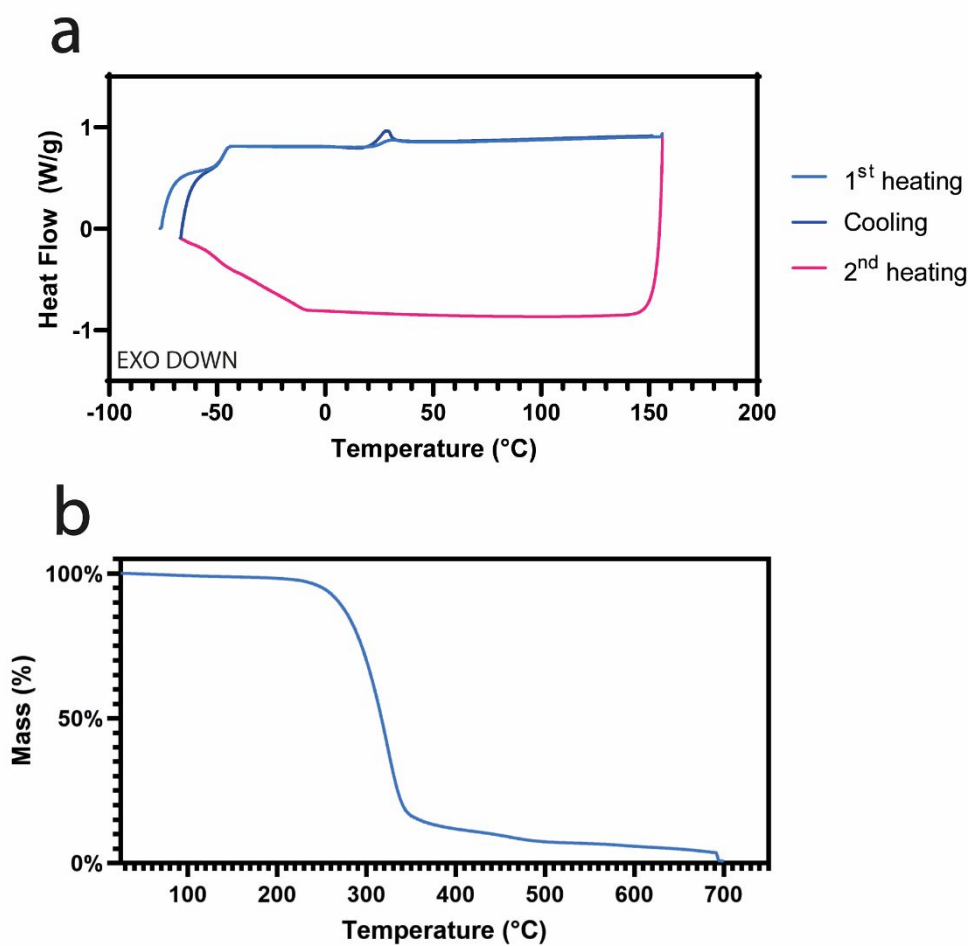 a
Heat Flow (W/g)
1
0
-1
EXO DOWN
-100 -50 0 50 100 150 200
Temperature (°C)
1st heating
Cooling
2nd heating
b
Mass (%)
100%
50%
0%
100 200 300 400 500 600 700
Temperature (°C)